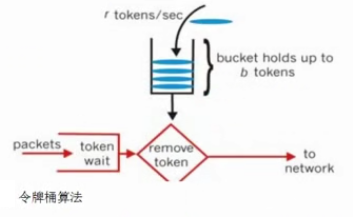 r tokens/sec
bucket holds up to
b tokens
packets
token
wait
remove
token
to
network
令牌桶算法